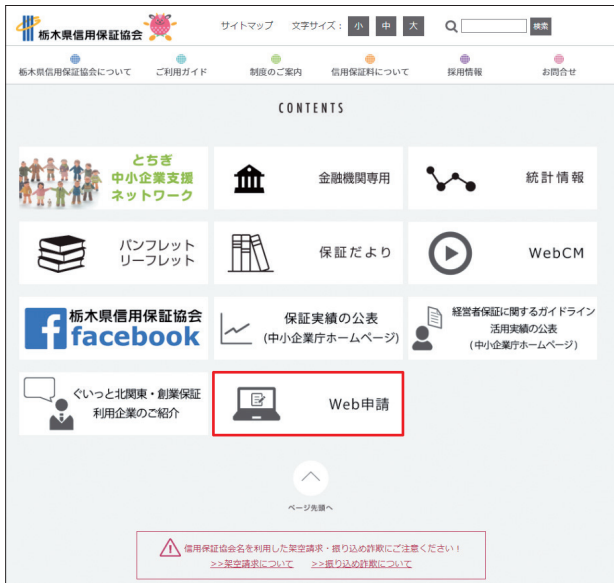 栃木県信用保証協会
サイトマップ 文字サイズ： 小 中 大 検索
栃木県信用保証協会について ご利用ガイド 制度のご案内 信用保証料について 採用情報 お問合せ
CONTENTS
とちぎ
中小企業支援
ネットワーク
金融機関専用
統計情報
パンフレット
リーフレット
保証だより
WebCM
栃木県信用保証協会
facebook
保証実績の公表
(中小企業庁ホームページ)
経営者保証に関するガイドライン
活用実績の公表
(中小企業庁ホームページ)
ぐいっと北関東・創業保証
利用企業のご紹介
Web申請
ページ先頭へ
信用保証協会名を利用した架空請求・振り込め詐欺にご注意ください！
>>架空請求について >>振り込め詐欺について